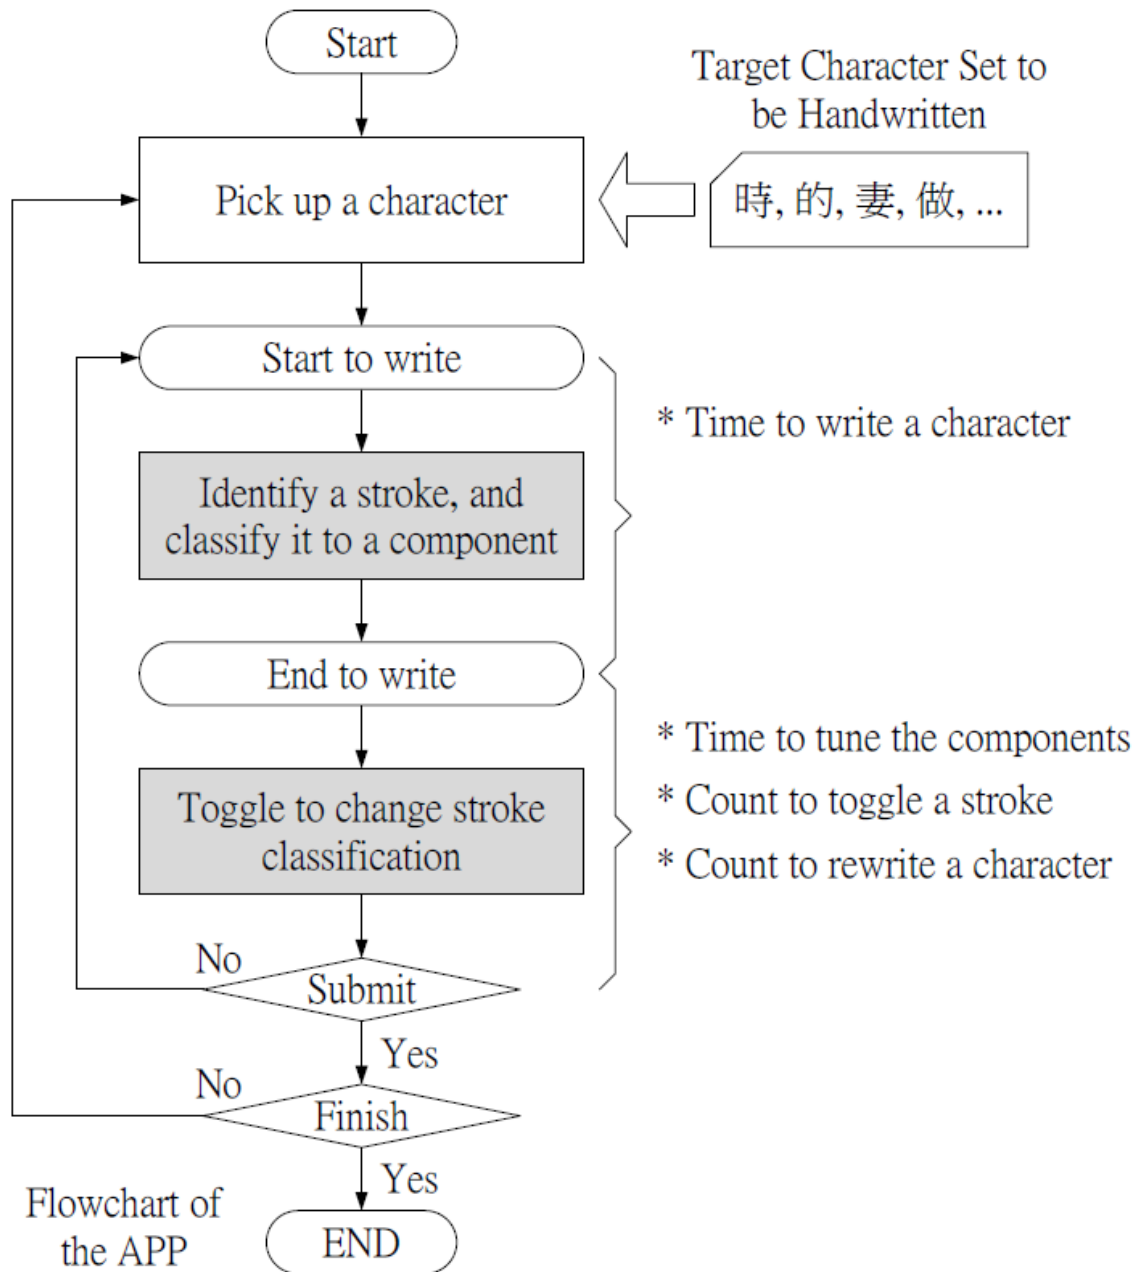 Start
Target Character Set to
be Handwritten
Pick up a character
時, 的, 妻, 做, ...
Start to write
* Time to write a character
Identify a stroke, and
classify it to a component
End to write
* Time to tune the components
* Count to toggle a stroke
* Count to rewrite a character
Toggle to change stroke
classification
No
Submit
Yes
No
Finish
Yes
Flowchart of
the APP
END